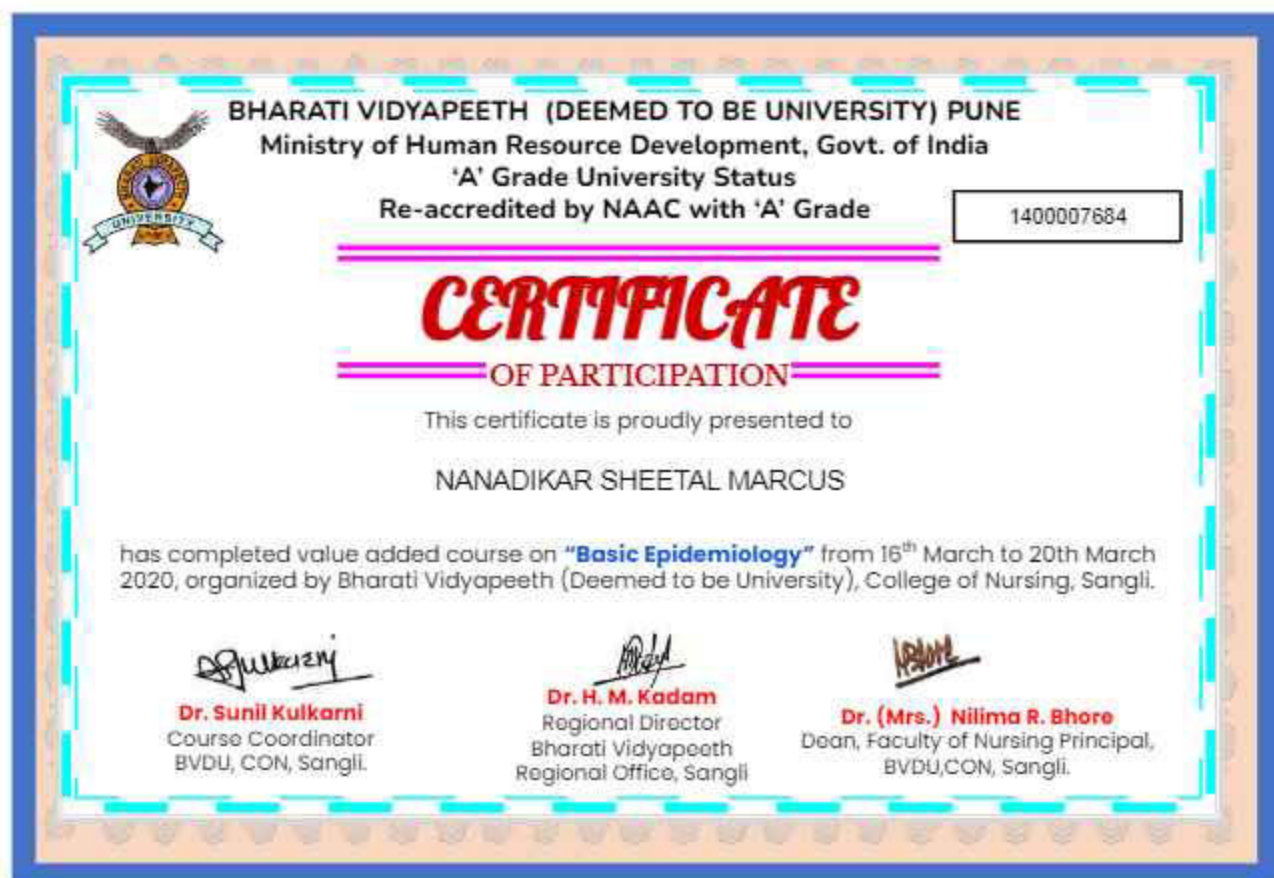 BHARATI VIDYAPEETH (DEEMED TO BE UNIVERSITY) PUNE
Ministry of Human Resource Development, Govt. of India
‘A’ Grade University Status
Re-accredited by NAAC with ‘A’ Grade
1400007684
BHARATI VIDYAPEETH
UNIVERSITY
CERTIFICATE
OF PARTICIPATION
This certificate is proudly presented to
NANADIKAR SHEETAL MARCUS
has completed value added course on “Basic Epidemiology” from 16th March to 20th March
2020, organized by Bharati Vidyapeeth (Deemed to be University), College of Nursing, Sangli.
Dr. Sunil Kulkarni
Course Coordinator
BVDU, CON, Sangli.
Dr. H. M. Kadam
Regional Director
Bharati Vidyapeeth
Regional Office, Sangli
Dr. (Mrs.) Nilima R. Bhore
Dean, Faculty of Nursing Principal,
BVDU,CON, Sangli.